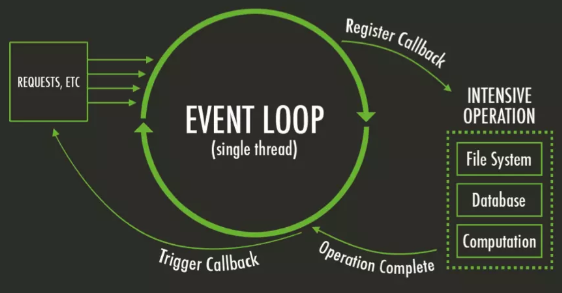 REQUESTS, ETC
EVENT LOOP
(single thread)
Register Callback
INTENSIVE
OPERATION
File System
Database
Computation
Operation Complete
Trigger Callback